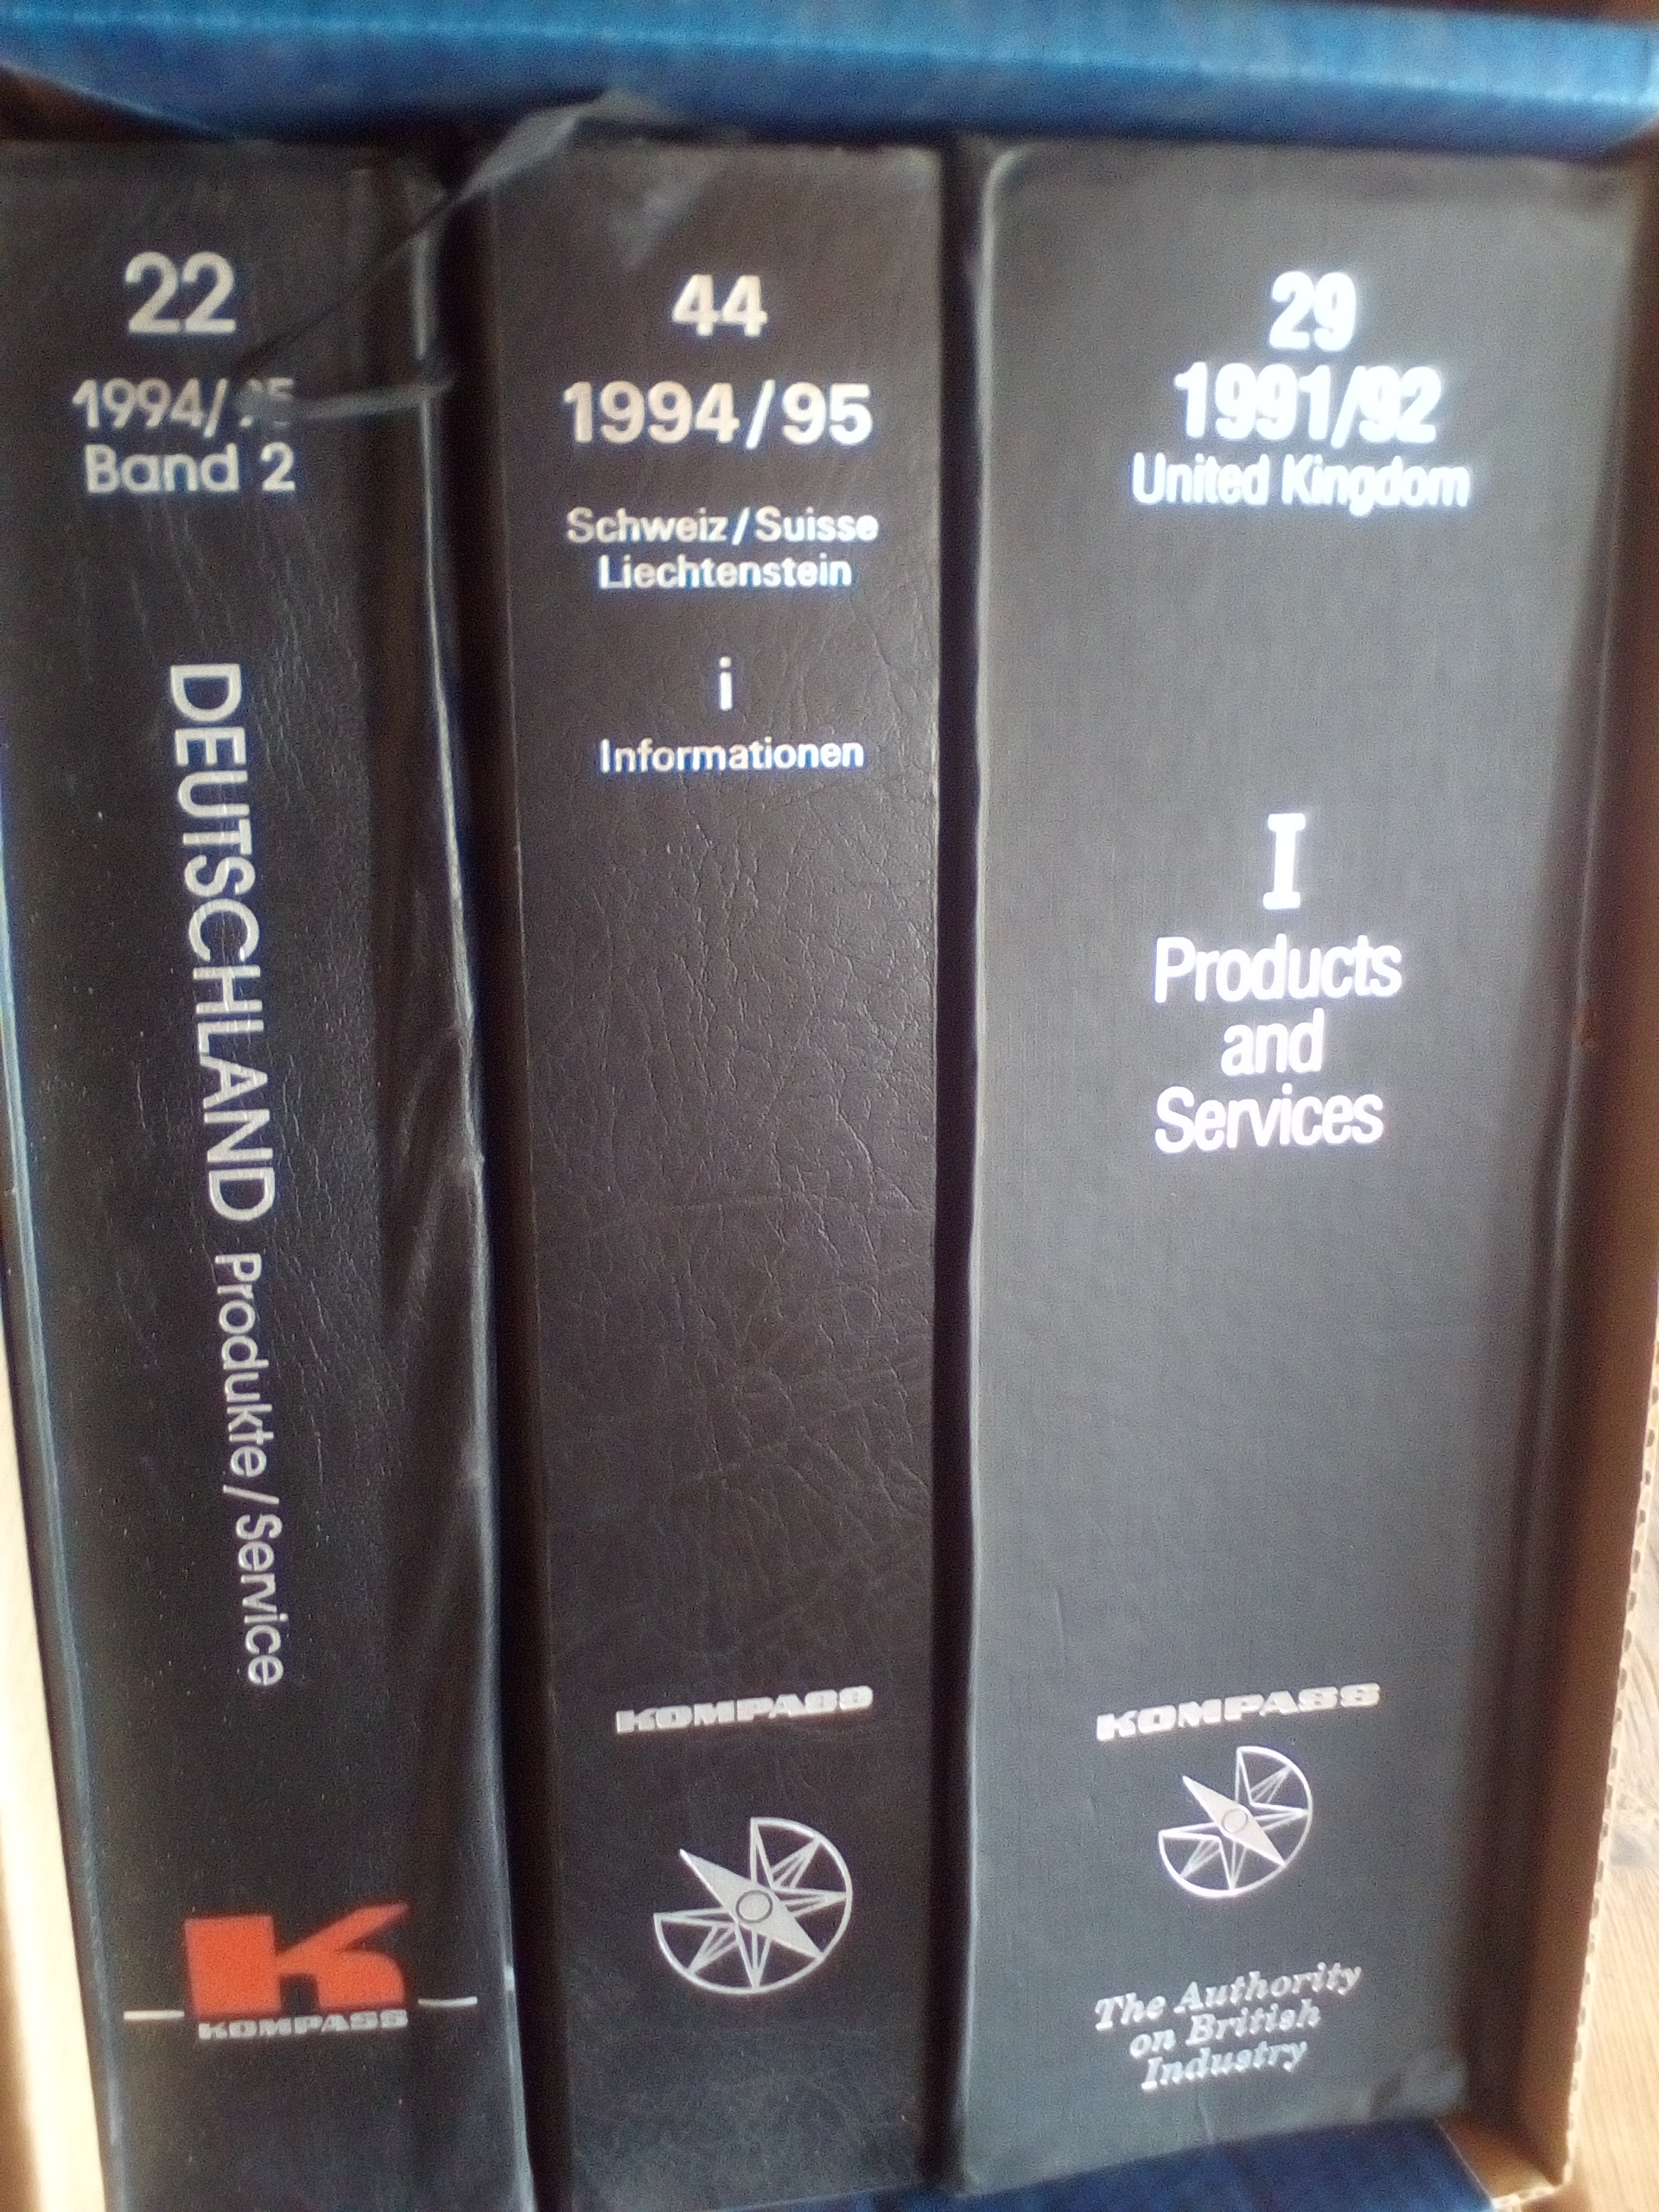 22
1994/95
Band 2
DEUTSCHLAND Produkte/Service
K
KOMPASS
44
1994/95
Schweiz/Suisse
Liechtenstein
i
Informationen
KOMPASS
29
1991/92
United Kingdom
I
Products
and
Services
KOMPASS
The Authority
on British
Industry